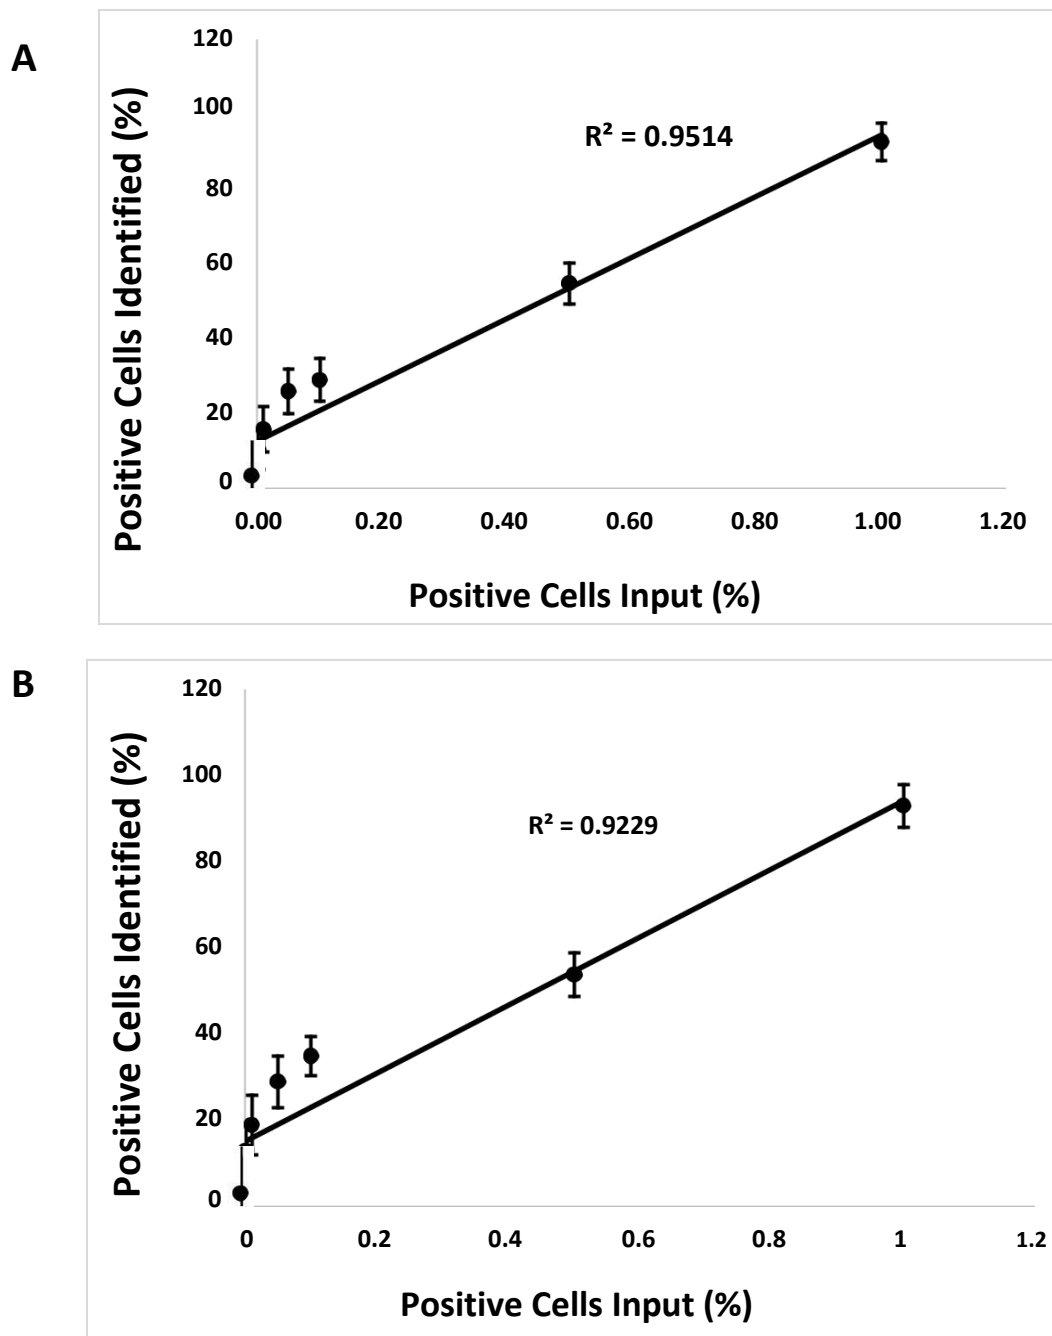 A
Positive Cells Identified (%)
120
100
80
60
40
20
0
R² = 0.9514
0.00 0.20 0.40 0.60 0.80 1.00 1.20
Positive Cells Input (%)
B
Positive Cells Identified (%)
120
100
80
60
40
20
0
R² = 0.9229
0 0.2 0.4 0.6 0.8 1 1.2
Positive Cells Input (%)